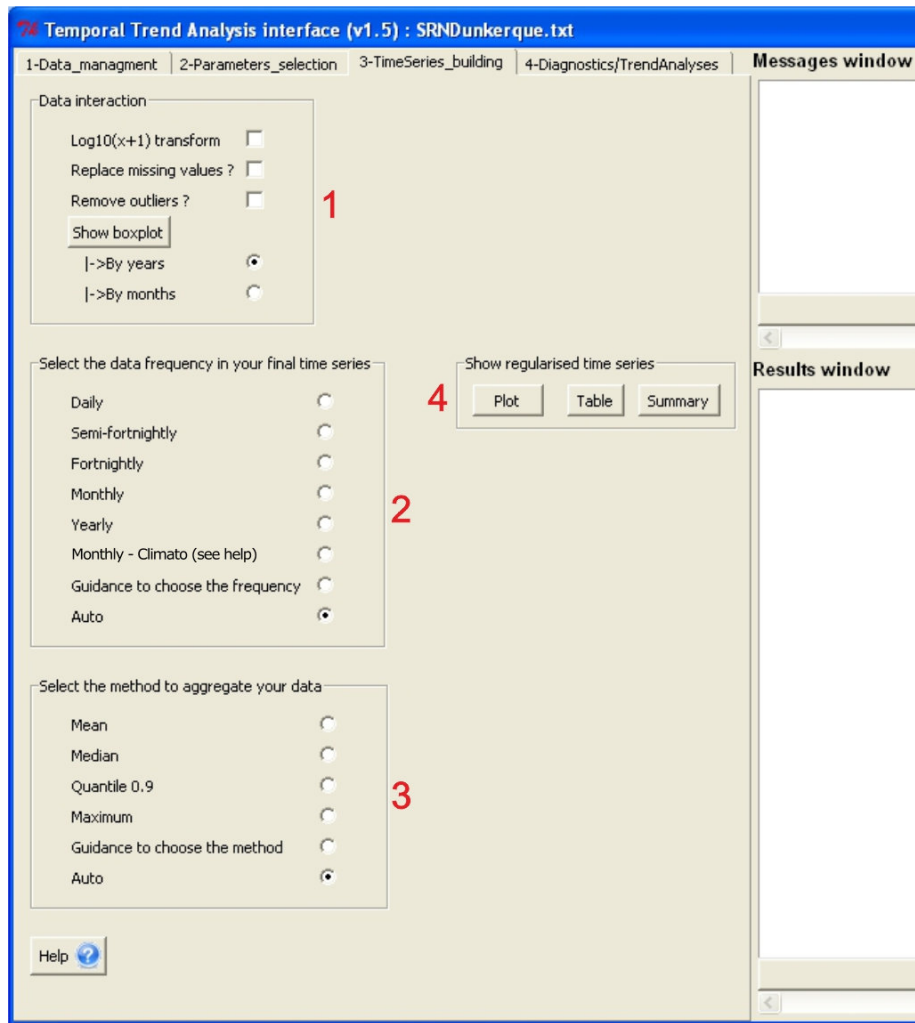 Temporal Trend Analysis interface (v1.5) : SRNDunkerque.txt
1-Data_managment
2-Parameters_selection
3-TimeSeries_building
4-Diagnostics/TrendAnalyses
Messages window
Data interaction
Log10(x+1) transform
Replace missing values ?
Remove outliers ?
1
Show boxplot
|->By years
|->By months
Select the data frequency in your final time series
Daily
Semi-fortnightly
Fortnightly
Monthly
Yearly
Monthly - Climato (see help)
Guidance to choose the frequency
Auto
2
Show regularised time series
4
Plot
Table
Summary
Results window
Select the method to aggregate your data
Mean
Median
Quantile 0.9
Maximum
Guidance to choose the method
Auto
3
Help ?